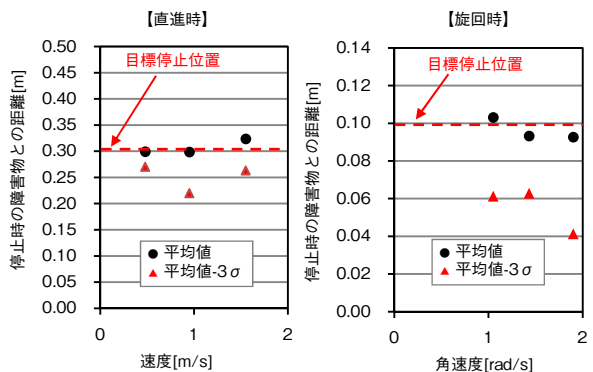 【直進時】
停止時の障害物との距離[m]
0.50
0.45
0.40
0.35
0.30
0.25
0.20
0.15
0.10
0.05
0.00
目標停止位置
平均値
平均値-3σ
0
1
2
速度[m/s]
【旋回時】
停止時の障害物との距離[m]
0.14
0.12
0.10
0.08
0.06
0.04
0.02
0.00
目標停止位置
平均値
平均値-3σ
0
1
2
角速度[rad/s]